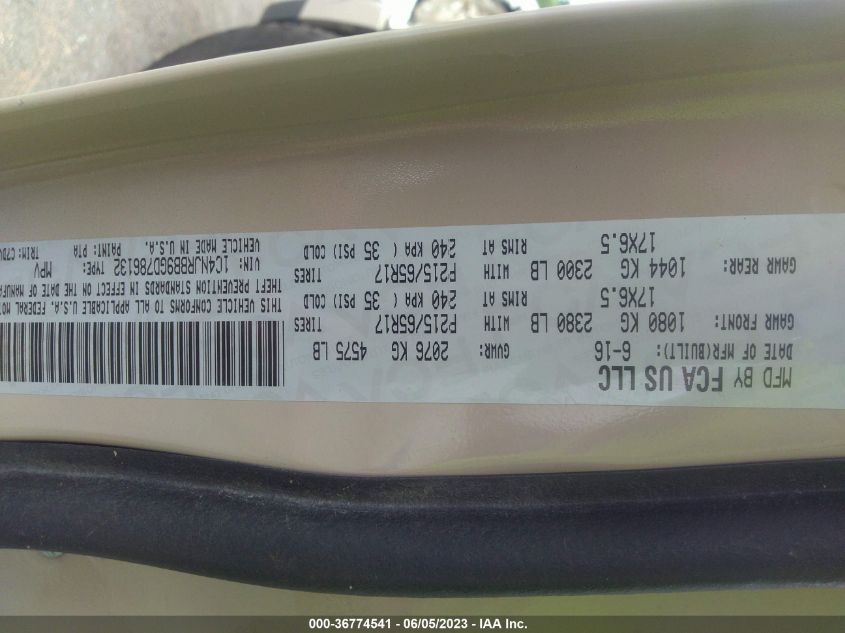 MFD BY FCA US LLC
DATE OF MFR(BUILT): 6-16 GVWR: 2076 KG 4575 LB
GAWR FRONT: 1080 KG 2380 LB WITH P215/65R17 TIRES
17X6.5 RIMS AT 240 KPA ( 35 PSI) COLD
GAWR REAR: 1044 KG 2300 LB WITH P215/65R17 TIRES
17X6.5 RIMS AT 240 KPA ( 35 PSI) COLD
THIS VEHICLE CONFORMS TO ALL APPLICABLE U.S.A. FEDERAL MOT
THEFT PREVENTION STANDARDS IN EFFECT ON THE DATE OF MANUFA
VIN: 1C4NJRBB9GD786132 TYPE: MPV
VEHICLE MADE IN U.S.A. PAINT: PTA TRIM:
000-36774541 - 06/05/2023 - IAA Inc.